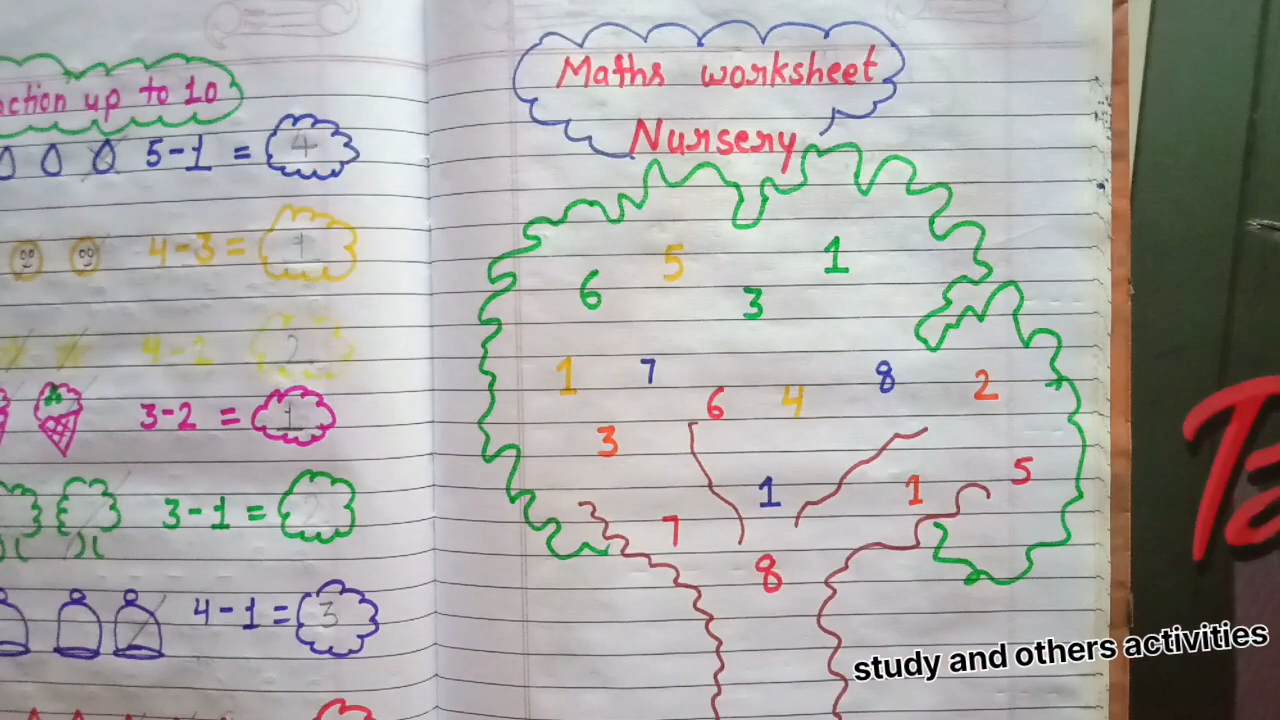 ction up to 10
5-1 = 4
4-3 = 1
4-2 2
3-2 = 1
3-1 = 2
4-1 = 3
Maths worksheet
Nursery
5 1
6 3
1 7 8 2
6 4
3
1 1 5
7
8
study and others activities